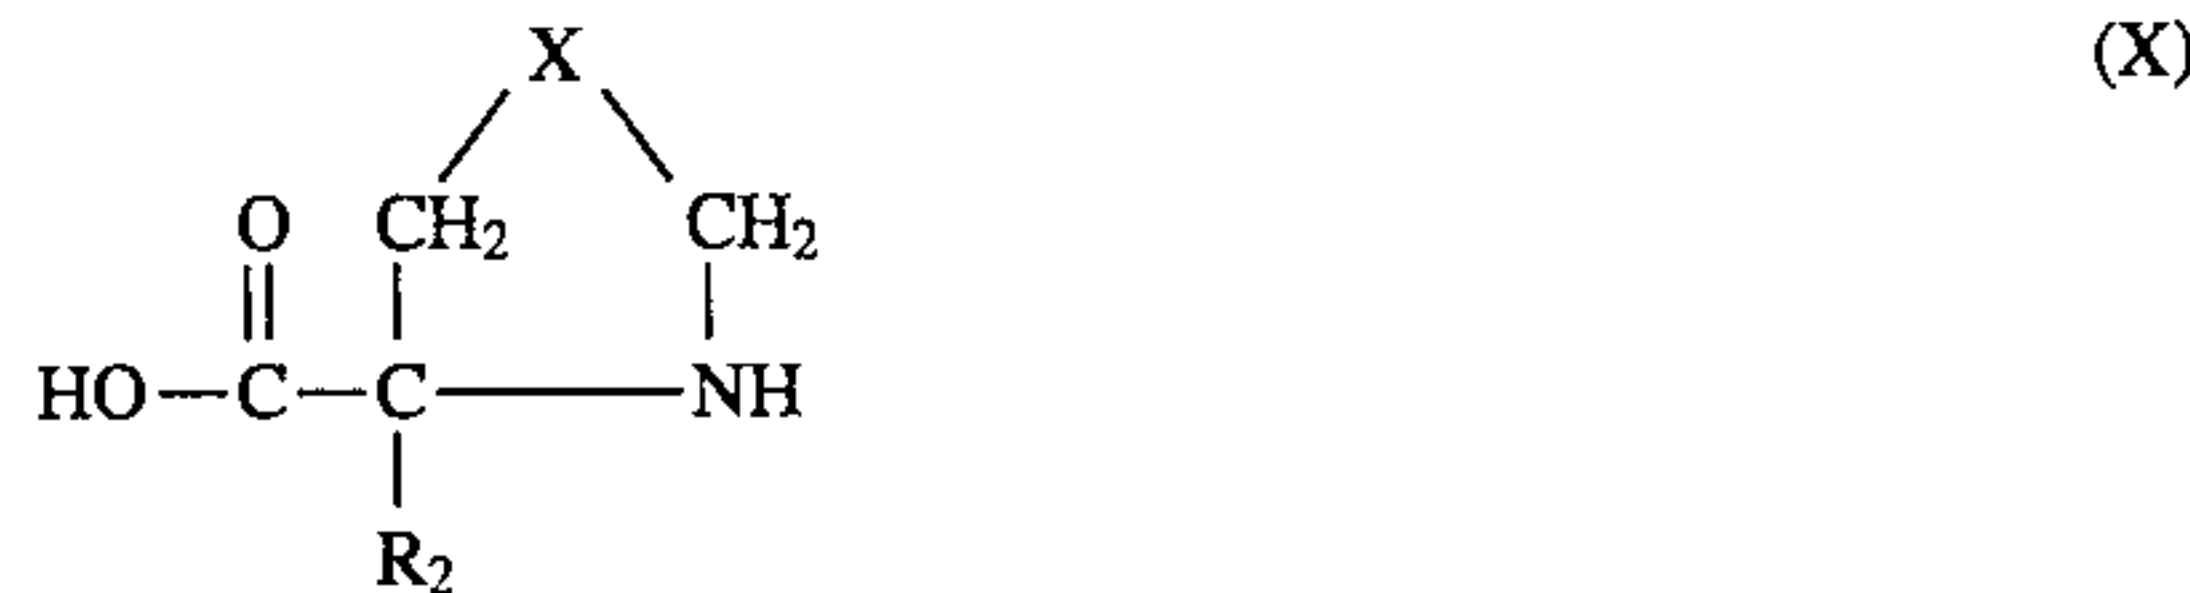 X (X)
O CH₂ CH₂
HO C C NH
R₂